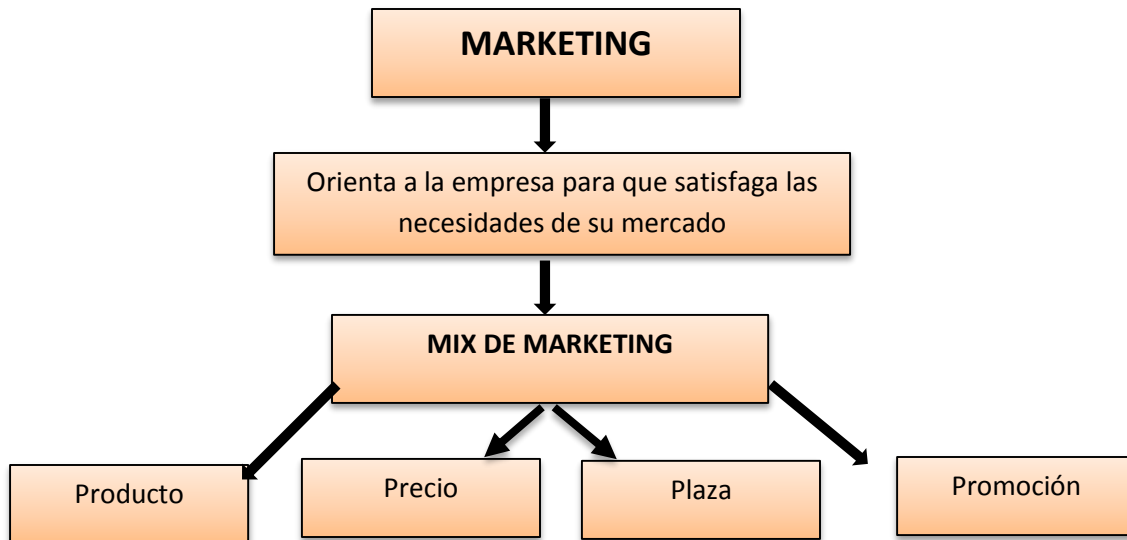 MARKETING
Orienta a la empresa para que satisfaga las
necesidades de su mercado
MIX DE MARKETING
Producto
Precio
Plaza
Promoción